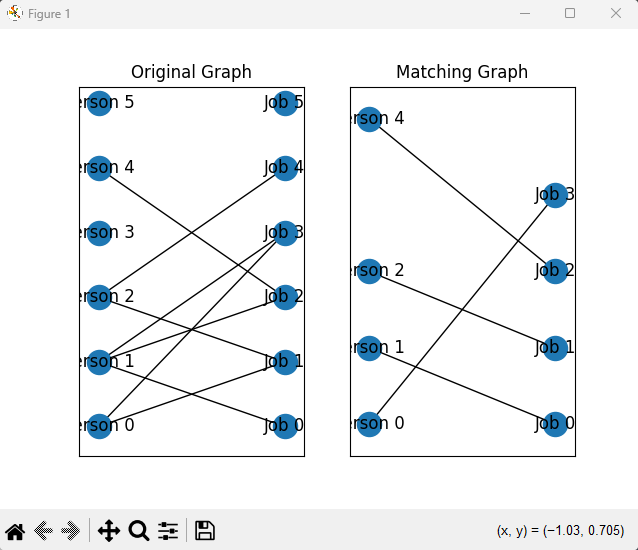 Figure 1
Original Graph
Matching Graph
erson 5
Job 5
erson 4
Job 4
erson 3
Job 3
erson 2
Job 2
erson 1
Job 1
erson 0
Job 0
erson 4
Job 3
erson 2
Job 2
erson 1
Job 1
erson 0
Job 0
(x, y) = (−1.03, 0.705)